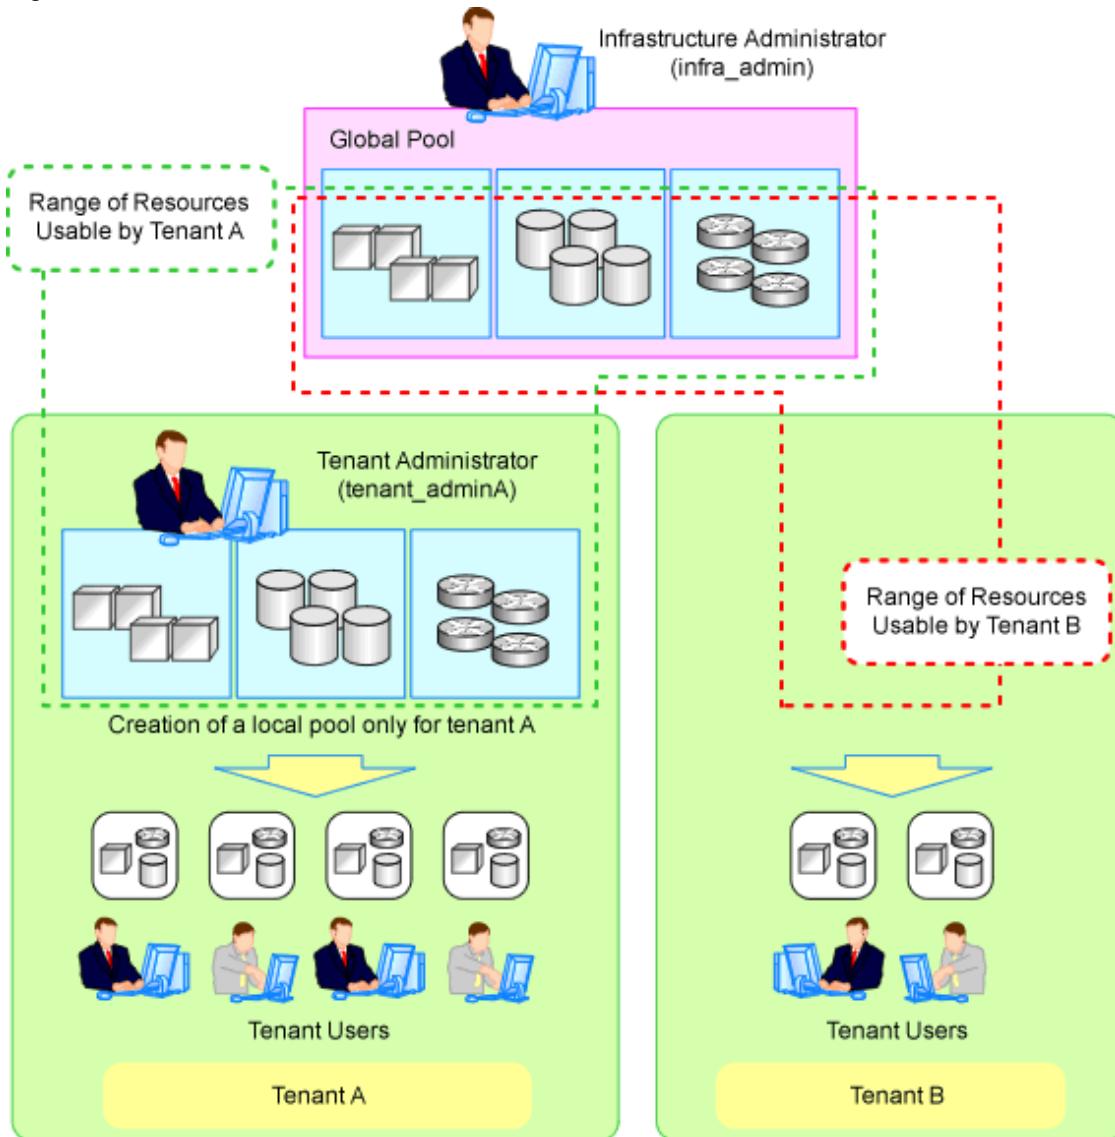 Infrastructure Administrator
(infra_admin)
Global Pool
Range of Resources
Usable by Tenant A
Tenant Administrator
(tenant_adminA)
Range of Resources
Usable by Tenant B
Creation of a local pool only for tenant A
Tenant Users
Tenant Users
Tenant A
Tenant B